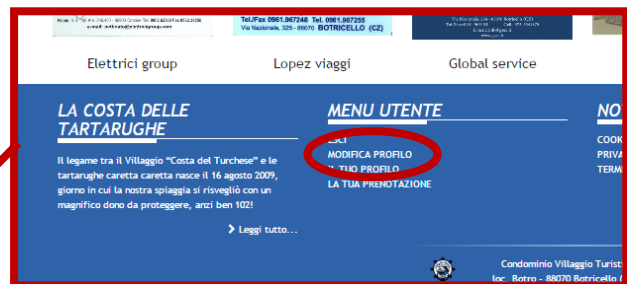 Tel./Fax 0961.967248 Tel. 0961.967255
Via Nazionale, 325 - 88070 BOTRICELLO (CZ)
Elettrici group
Lopez viaggi
Global service
LA COSTA DELLE
TARTARUGHE
Il legame tra il Villaggio “Costa del Turchese” e le
tartarughe caretta caretta nasce il 16 agosto 2009,
giorno in cui la nostra spiaggia si risvegliò con un
magnifico dono da proteggere, anzi ben 102!
Leggi tutto...
MENU UTENTE
ESCI
MODIFICA PROFILO
IL TUO PROFILO
LA TUA PRENOTAZIONE
NO
COOK
PRIVA
TERM
Condominio Villaggio Turist
loc. Botro - 88070 Botricello (